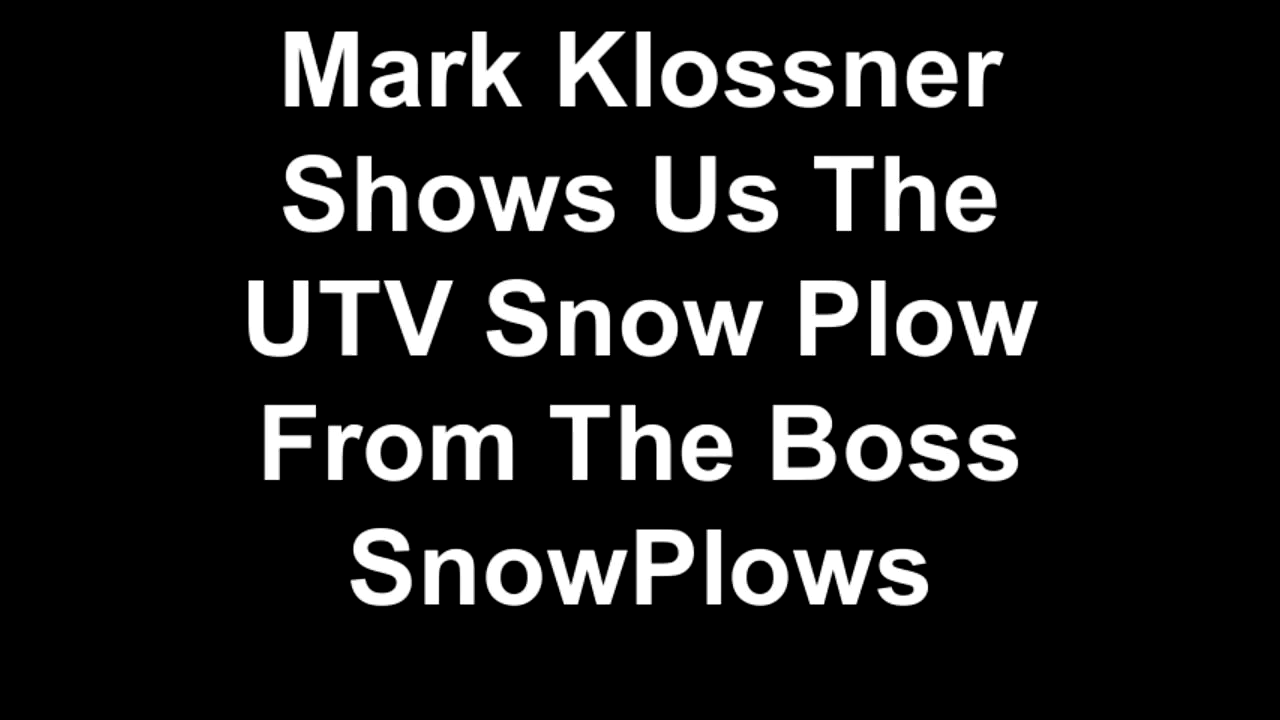 Mark Klossner
Shows Us The
UTV Snow Plow
From The Boss
SnowPlows